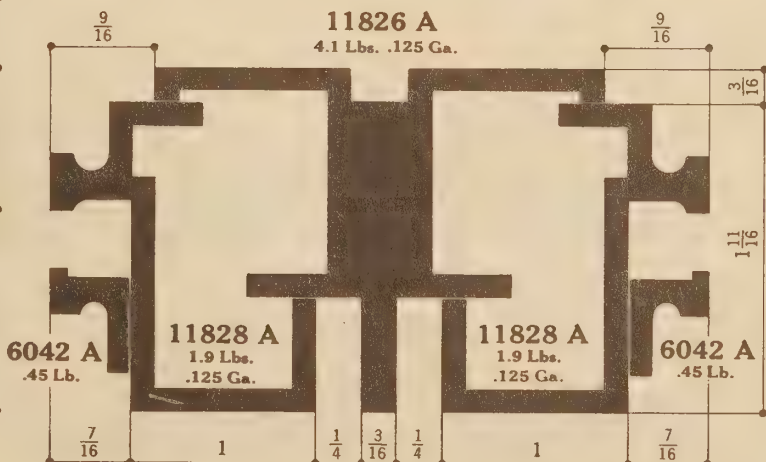 11826 A
4.1 Lbs. .125 Ga.
9/16
9/16
3/16
1 11/16
11828 A
1.9 Lbs.
.125 Ga.
11828 A
1.9 Lbs.
.125 Ga.
6042 A
.45 Lb.
6042 A
.45 Lb.
7/16
1
1/4
3/16
1/4
1
7/16